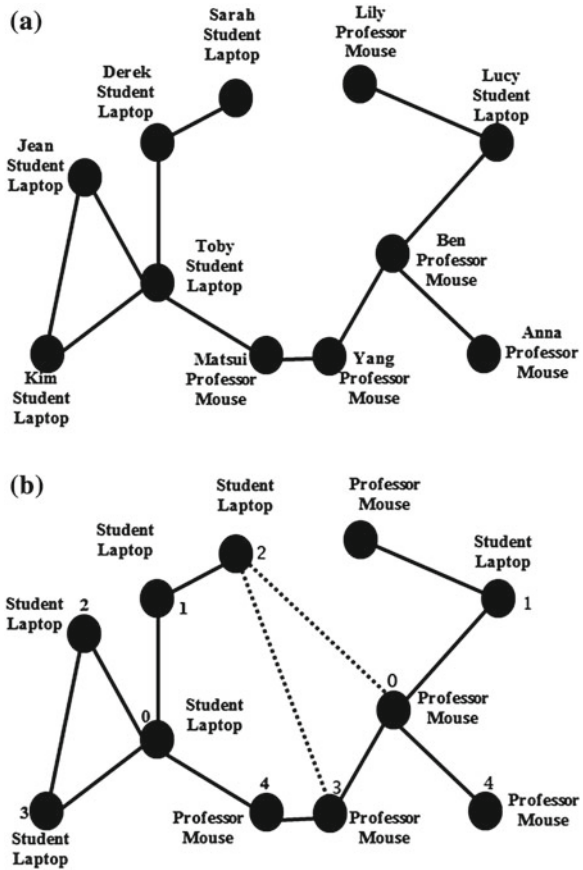 (a)
Sarah
Student
Laptop
Lily
Professor
Mouse
Derek
Student
Laptop
Lucy
Student
Laptop
Jean
Student
Laptop
Toby
Student
Laptop
Ben
Professor
Mouse
Kim
Student
Laptop
Matsui
Professor
Mouse
Yang
Professor
Mouse
Anna
Professor
Mouse
(b)
Student
Laptop
2
Professor
Mouse
Student
Laptop
1
Student
Laptop
1
Student
Laptop
2
0
Student
Laptop
0
Professor
Mouse
3
Student
Laptop
4
Professor
Mouse
3
Professor
Mouse
4
Professor
Mouse